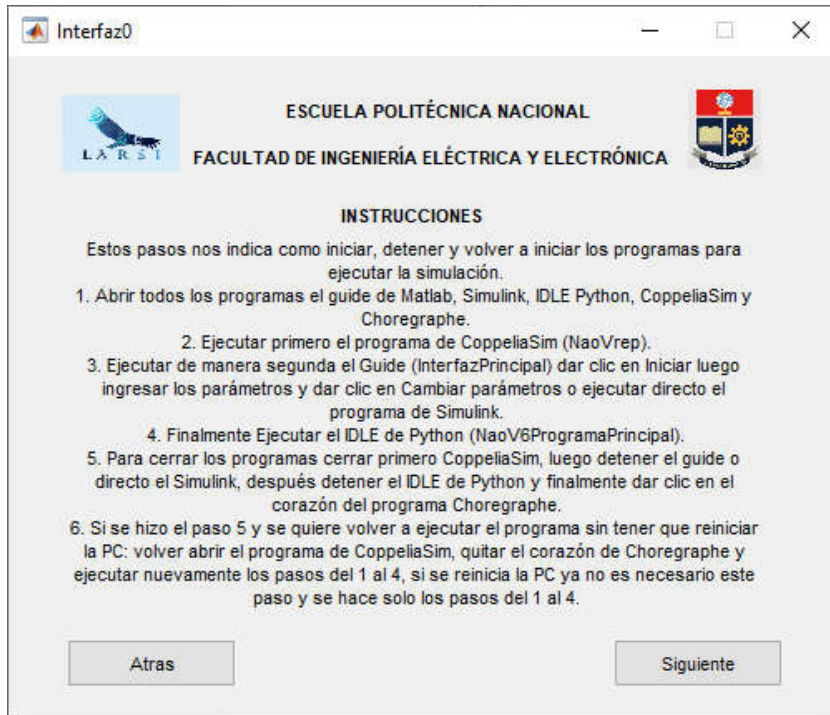 Interfaz0
ESCUELA POLITÉCNICA NACIONAL
LARSI
FACULTAD DE INGENIERÍA ELÉCTRICA Y ELECTRÓNICA
INSTRUCCIONES
Estos pasos nos indica como iniciar, detener y volver a iniciar los programas para
ejecutar la simulación.
1. Abrir todos los programas el guide de Matlab, Simulink, IDLE Python, CoppeliaSim y
Choregraphe.
2. Ejecutar primero el programa de CoppeliaSim (NaoVrep).
3. Ejecutar de manera segunda el Guide (InterfazPrincipal) dar clic en Iniciar luego
ingresar los parámetros y dar clic en Cambiar parámetros o ejecutar directo el
programa de Simulink.
4. Finalmente Ejecutar el IDLE de Python (NaoV6ProgramaPrincipal).
5. Para cerrar los programas cerrar primero CoppeliaSim, luego detener el guide o
directo el Simulink, después detener el IDLE de Python y finalmente dar clic en el
corazón del programa Choregraphe.
6. Si se hizo el paso 5 y se quiere volver a ejecutar el programa sin tener que reiniciar
la PC: volver abrir el programa de CoppeliaSim, quitar el corazón de Choregraphe y
ejecutar nuevamente los pasos del 1 al 4, si se reinicia la PC ya no es necesario este
paso y se hace solo los pasos del 1 al 4.
Atras
Siguiente